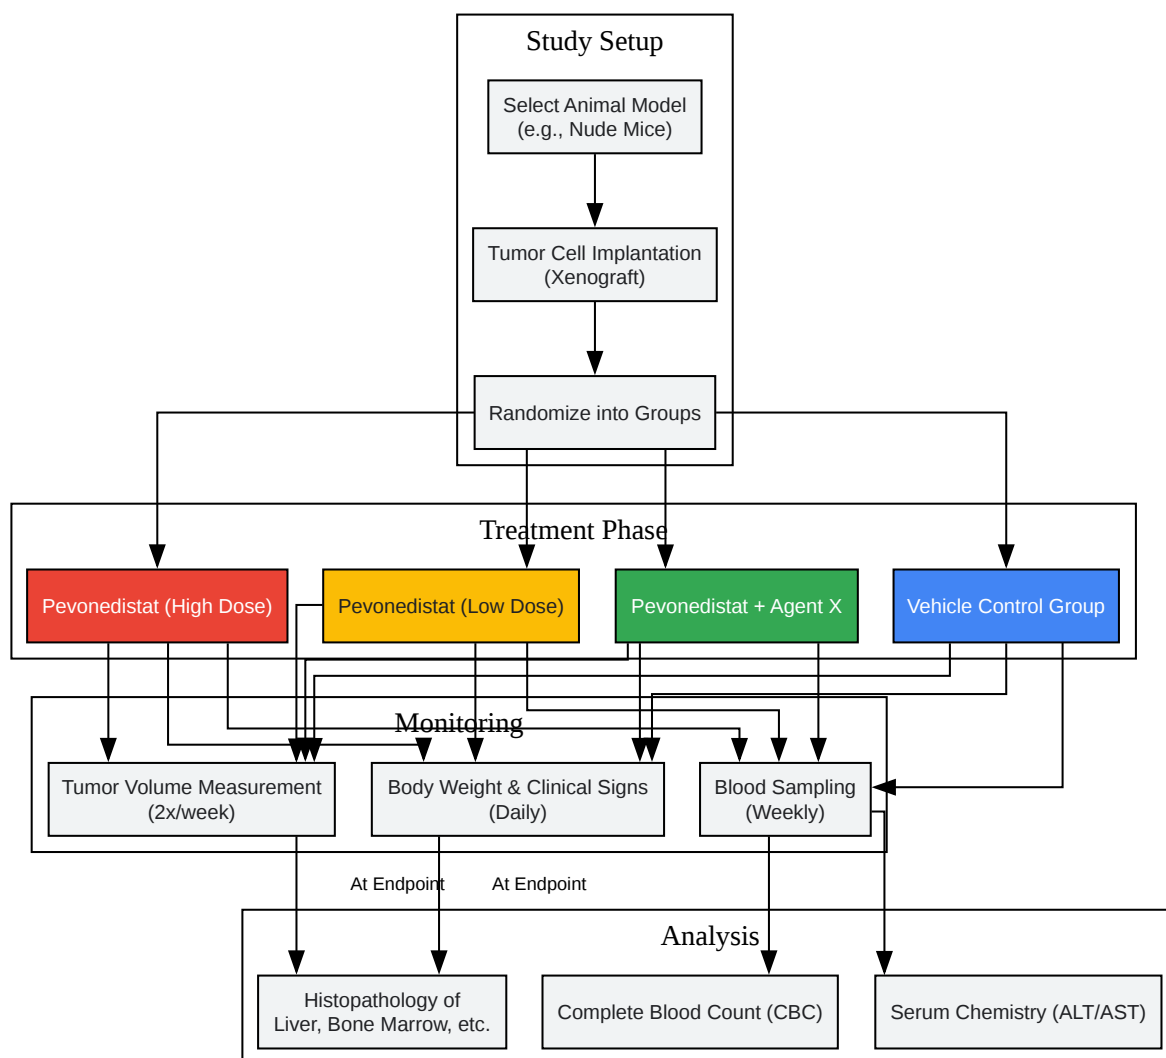 Study Setup
Select Animal Model
(e.g., Nude Mice)
Tumor Cell Implantation
(Xenograft)
Randomize into Groups
Treatment Phase
Pevonedistat (High Dose)
Pevonedistat (Low Dose)
Pevonedistat + Agent X
Vehicle Control Group
Monitoring
Tumor Volume Measurement
(2x/week)
Body Weight & Clinical Signs
(Daily)
Blood Sampling
(Weekly)
At Endpoint
At Endpoint
Analysis
Histopathology of
Liver, Bone Marrow, etc.
Complete Blood Count (CBC)
Serum Chemistry (ALT/AST)